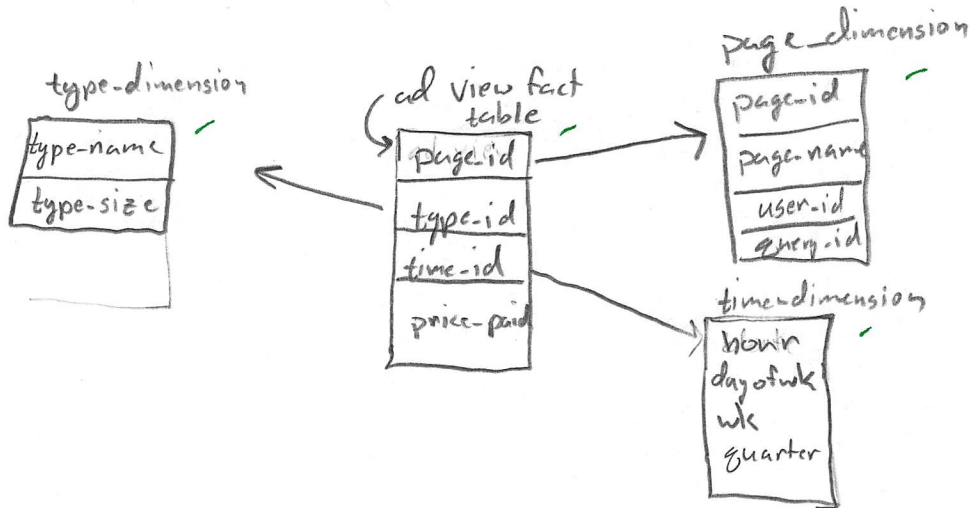 type-dimension
type-name
type-size
ad view fact
table
page-id
type-id
time-id
price-paid
page_dimension
page-id
page-name
user-id
query-id
time-dimension
hour
dayofwk
wk
quarter